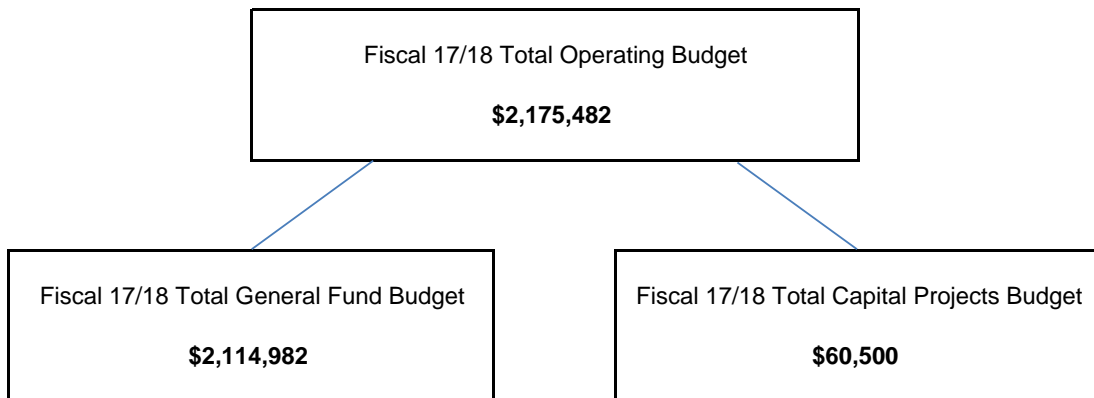 Fiscal 17/18 Total Operating Budget
$2,175,482
Fiscal 17/18 Total General Fund Budget
$2,114,982
Fiscal 17/18 Total Capital Projects Budget
$60,500